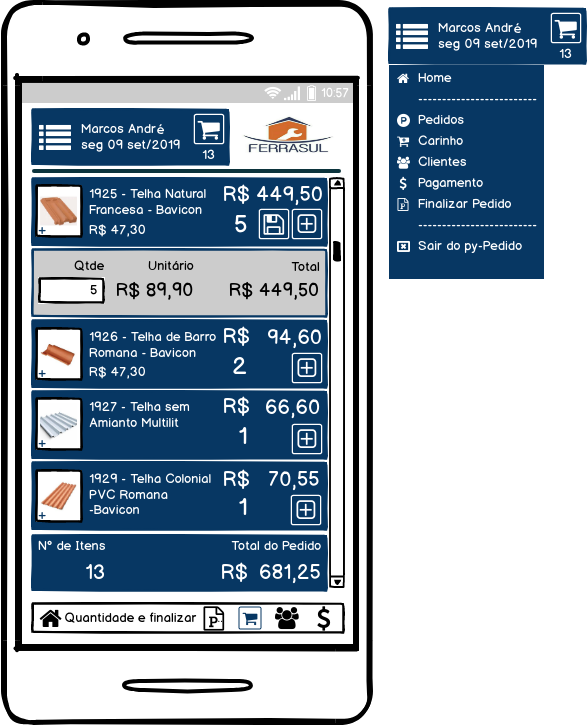 10:57
Marcos André
seg 09 set/2019
13
FERRASUL
1925 - Telha Natural
Francesa - Bavicon
R$ 47,30
R$ 449,50
5
Qtde
Unitário
Total
5
R$ 89,90
R$ 449,50
1926 - Telha de Barro
Romana - Bavicon
R$ 47,30
R$ 94,60
2
1927 - Telha sem
Amianto Multilit
R$ 66,60
1
1929 - Telha Colonial
PVC Romana
-Bavicon
R$ 70,55
1
N° de Itens
Total do Pedido
13
R$ 681,25
Quantidade e finalizar
P
$
Marcos André
seg 09 set/2019
13
Home
-------------------------
P Pedidos
Carinho
Clientes
$ Pagamento
P Finalizar Pedido
-------------------------
Sair do py-Pedido